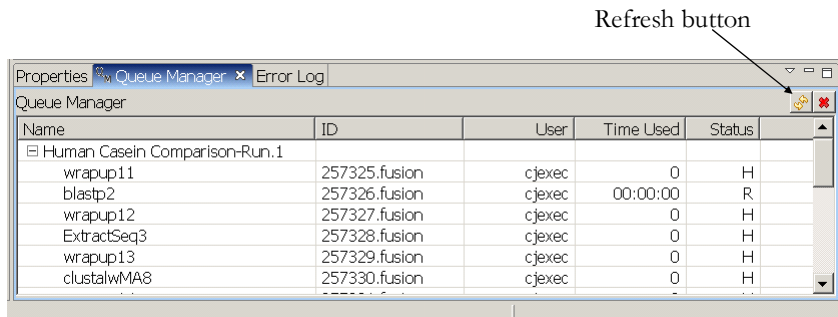 Refresh button
Properties Queue Manager Error Log
Queue Manager
Name ID User Time Used Status
Human Casein Comparison-Run.1
wrapup11 257325.fusion cjexec 0 H
blastp2 257326.fusion cjexec 00:00:00 R
wrapup12 257327.fusion cjexec 0 H
ExtractSeq3 257328.fusion cjexec 0 H
wrapup13 257329.fusion cjexec 0 H
clustalwMA8 257330.fusion cjexec 0 H